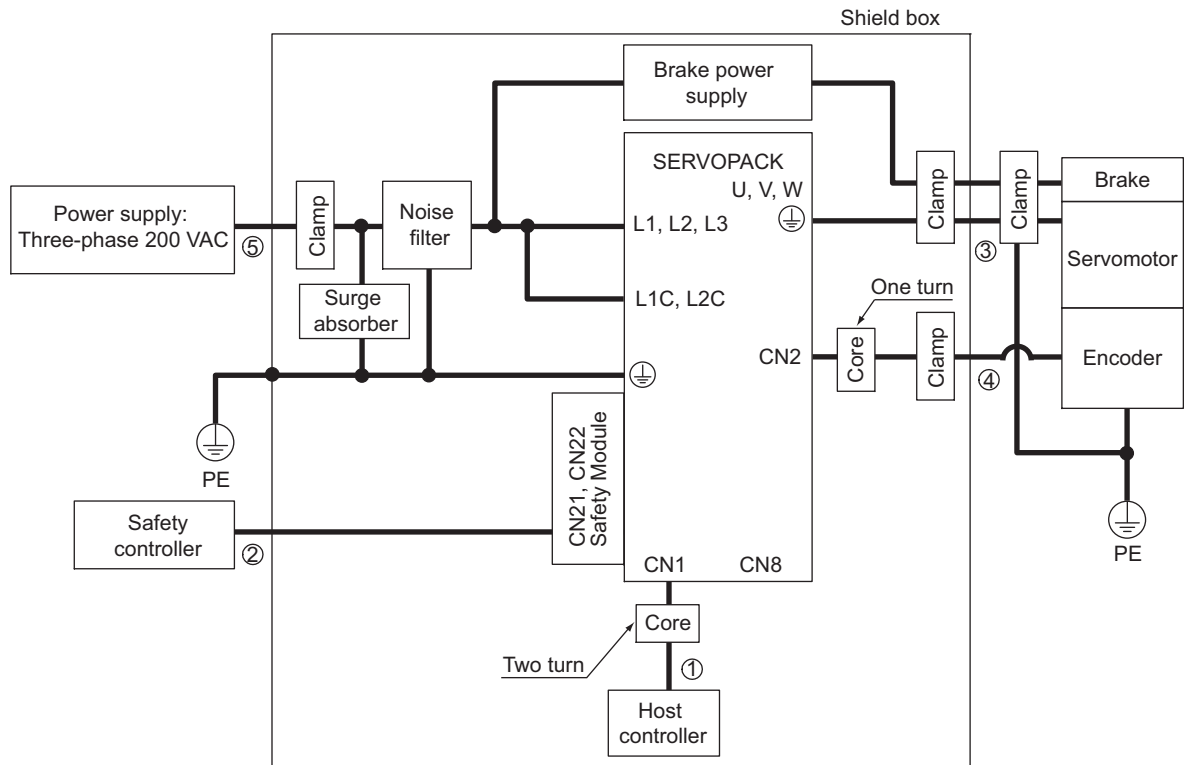 Shield box
Brake power
supply
SERVOPACK
U, V, W
Clamp
Clamp
Brake
Power supply:
Three-phase 200 VAC
⑤
Clamp
Noise
filter
L1, L2, L3
③
Servomotor
Surge
absorber
L1C, L2C
One turn
CN2
Core
Clamp
④
Encoder
PE
CN21, CN22
Safety Module
Safety
controller
②
PE
CN1
CN8
Core
Two turn
①
Host
controller